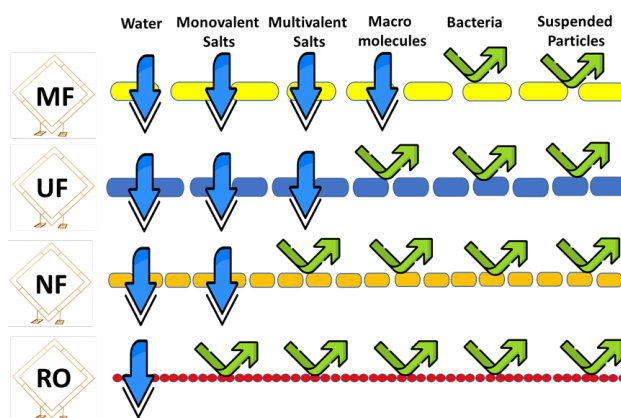 Water
Monovalent
Salts
Multivalent
Salts
Macro
molecules
Bacteria
Suspended
Particles
MF
UF
NF
RO